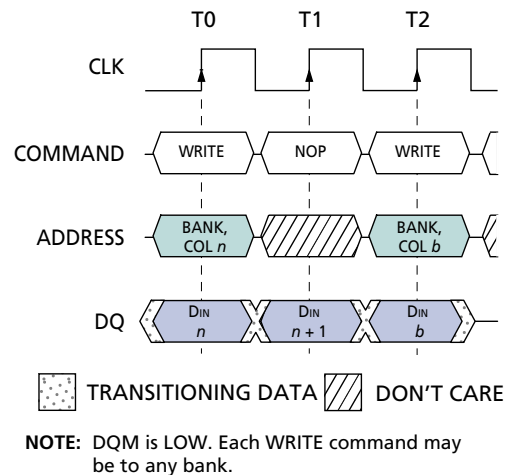 T0 T1 T2
CLK
COMMAND WRITE NOP WRITE
ADDRESS BANK, COL n BANK, COL b
DQ DIN n DIN n + 1 DIN b
TRANSITIONING DATA DON'T CARE
NOTE: DQM is LOW. Each WRITE command may
be to any bank.